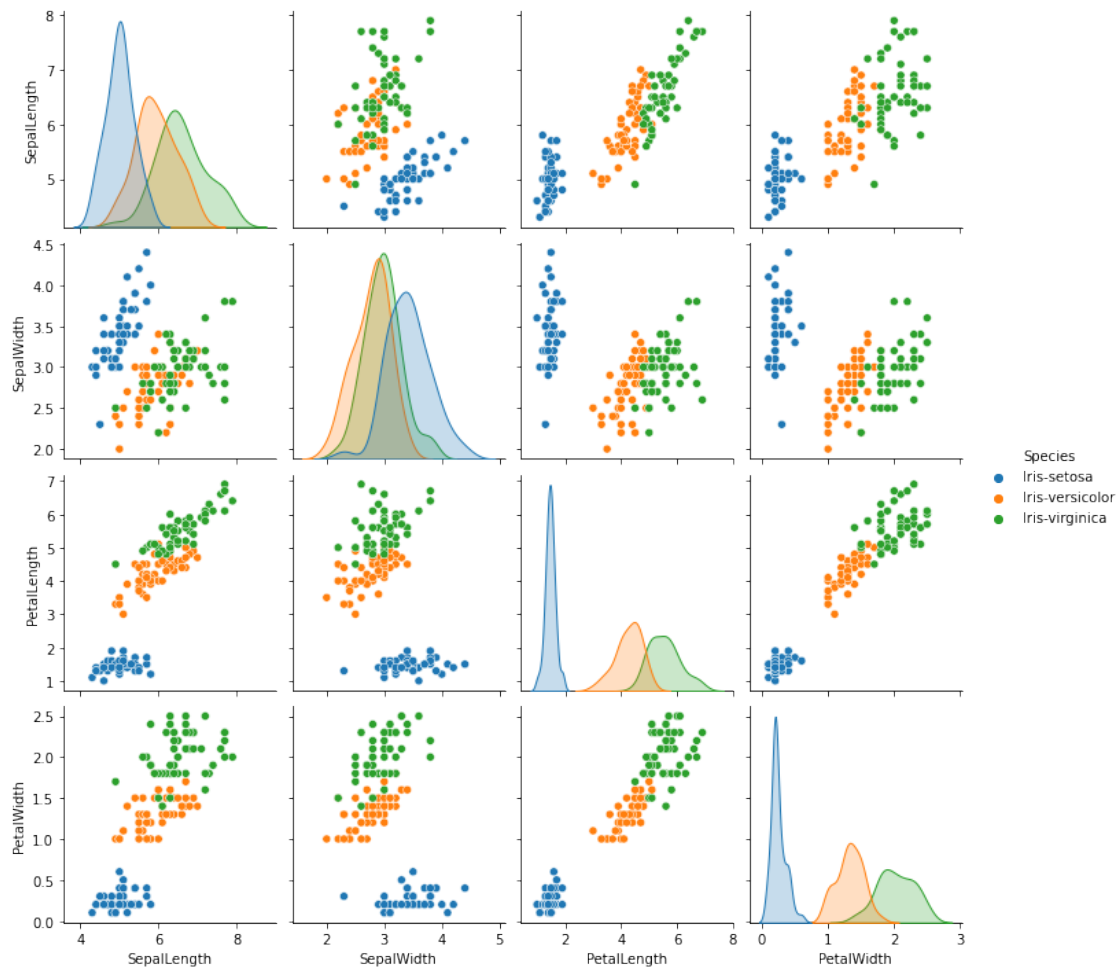 8
7
6
5
SepalLength
4.5
4.0
3.5
3.0
2.5
2.0
SepalWidth
Species
Iris-setosa
Iris-versicolor
Iris-virginica
7
6
5
4
3
2
1
PetalLength
2.5
2.0
1.5
1.0
0.5
0.0
PetalWidth
4 6 8
SepalLength
2 3 4 5
SepalWidth
2 4 6 8
PetalLength
0 1 2 3
PetalWidth